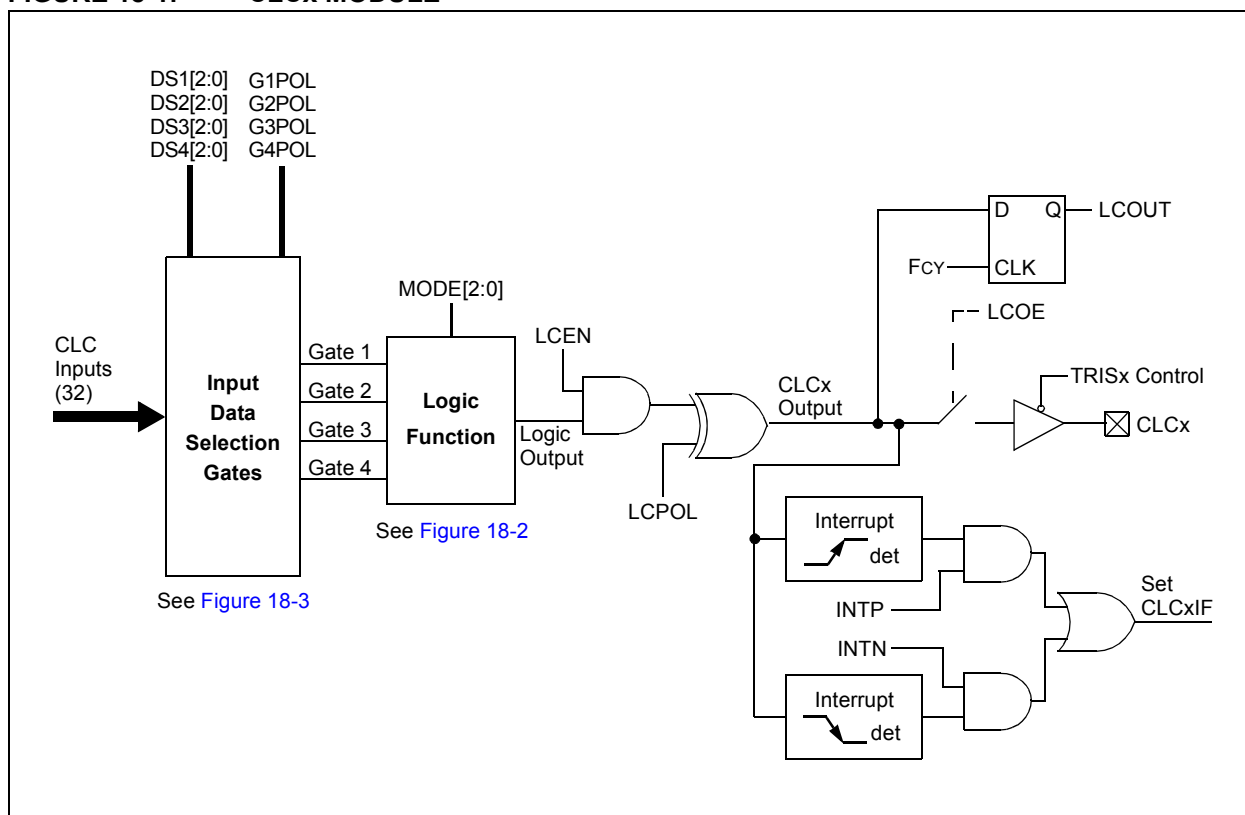 FIGURE 18-1: CLCx MODULE
DS1[2:0] G1POL
DS2[2:0] G2POL
DS3[2:0] G3POL
DS4[2:0] G4POL
D Q LCOUT
FCY CLK
MODE[2:0]
LCOE
LCEN
CLC
Inputs
(32)
Input
Data
Selection
Gates
Gate 1
Gate 2
Gate 3
Gate 4
Logic
Function
Logic
Output
CLCx
Output
TRISx Control
CLCx
LCPOL
See Figure 18-2
See Figure 18-3
Interrupt
det
INTP
INTN
Set
CLCxIF
Interrupt
det